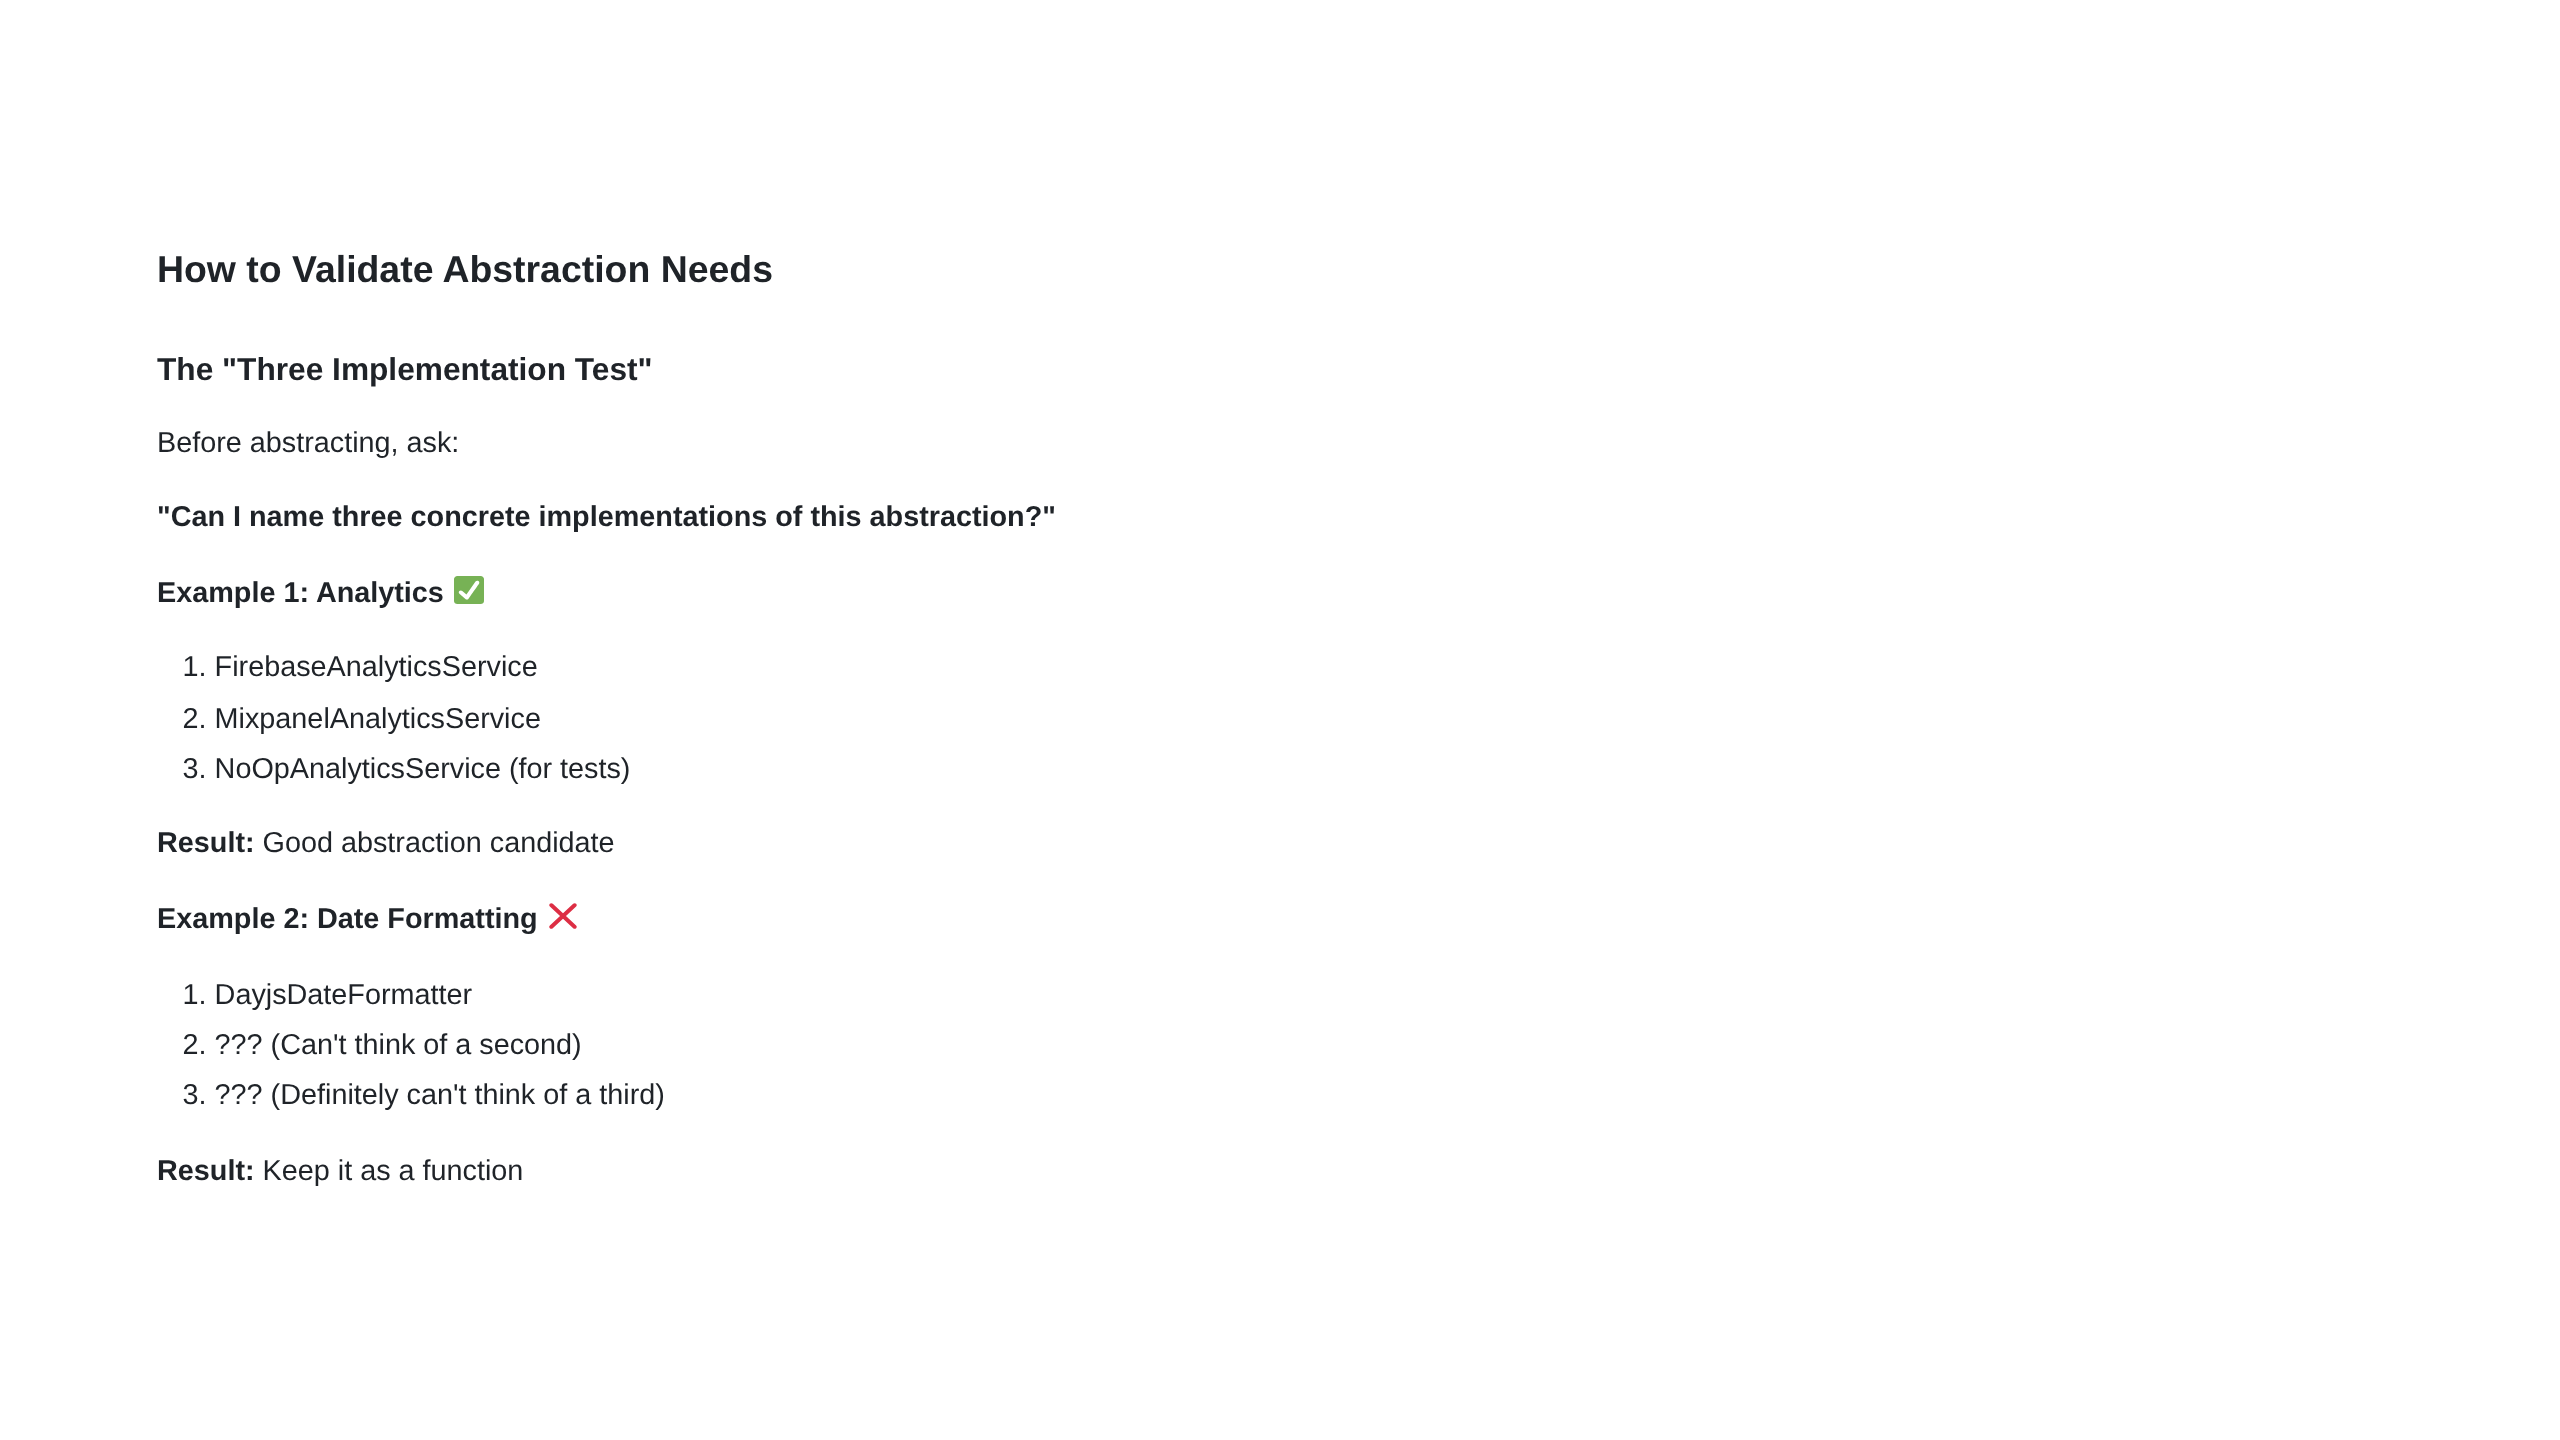 How to Validate Abstraction Needs
The "Three Implementation Test"
Before abstracting, ask:
"Can I name three concrete implementations of this abstraction?"
Example 1: Analytics ✅
1. FirebaseAnalyticsService
2. MixpanelAnalyticsService
3. NoOpAnalyticsService (for tests)
Result: Good abstraction candidate
Example 2: Date Formatting ❌
1. DayjsDateFormatter
2. ??? (Can't think of a second)
3. ??? (Definitely can't think of a third)
Result: Keep it as a function